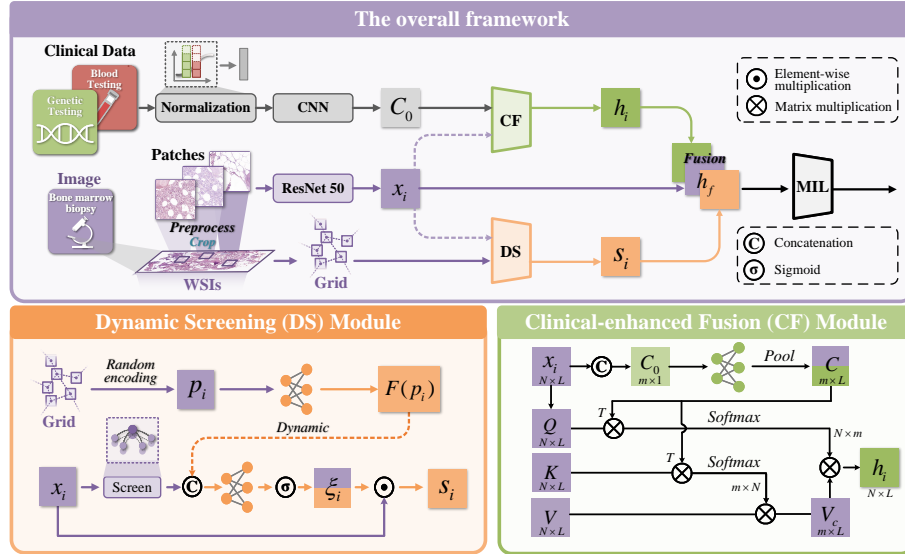 The overall framework
Clinical Data
Blood
Testing
Genetic
Testing
Normalization
CNN
C₀
CF
hᵢ
Element-wise
multiplication
Matrix multiplication
Patches
Image
Bone marrow
biopsy
Preprocess
Crop
WSIs
ResNet 50
xᵢ
Grid
DS
Sᵢ
Fusion
h_f
MIL
C Concatenation
σ Sigmoid
Dynamic Screening (DS) Module
Grid
Random
encoding
pᵢ
F(pᵢ)
Dynamic
xᵢ
Screen
C
σ
ξᵢ
Sᵢ
Clinical-enhanced Fusion (CF) Module
xᵢ
N×L
C
C₀
m×1
Pool
C
m×L
Q
N×L
T
Softmax
N×m
K
N×L
T
Softmax
m×N
V
N×L
V_c
m×L
hᵢ
N×L